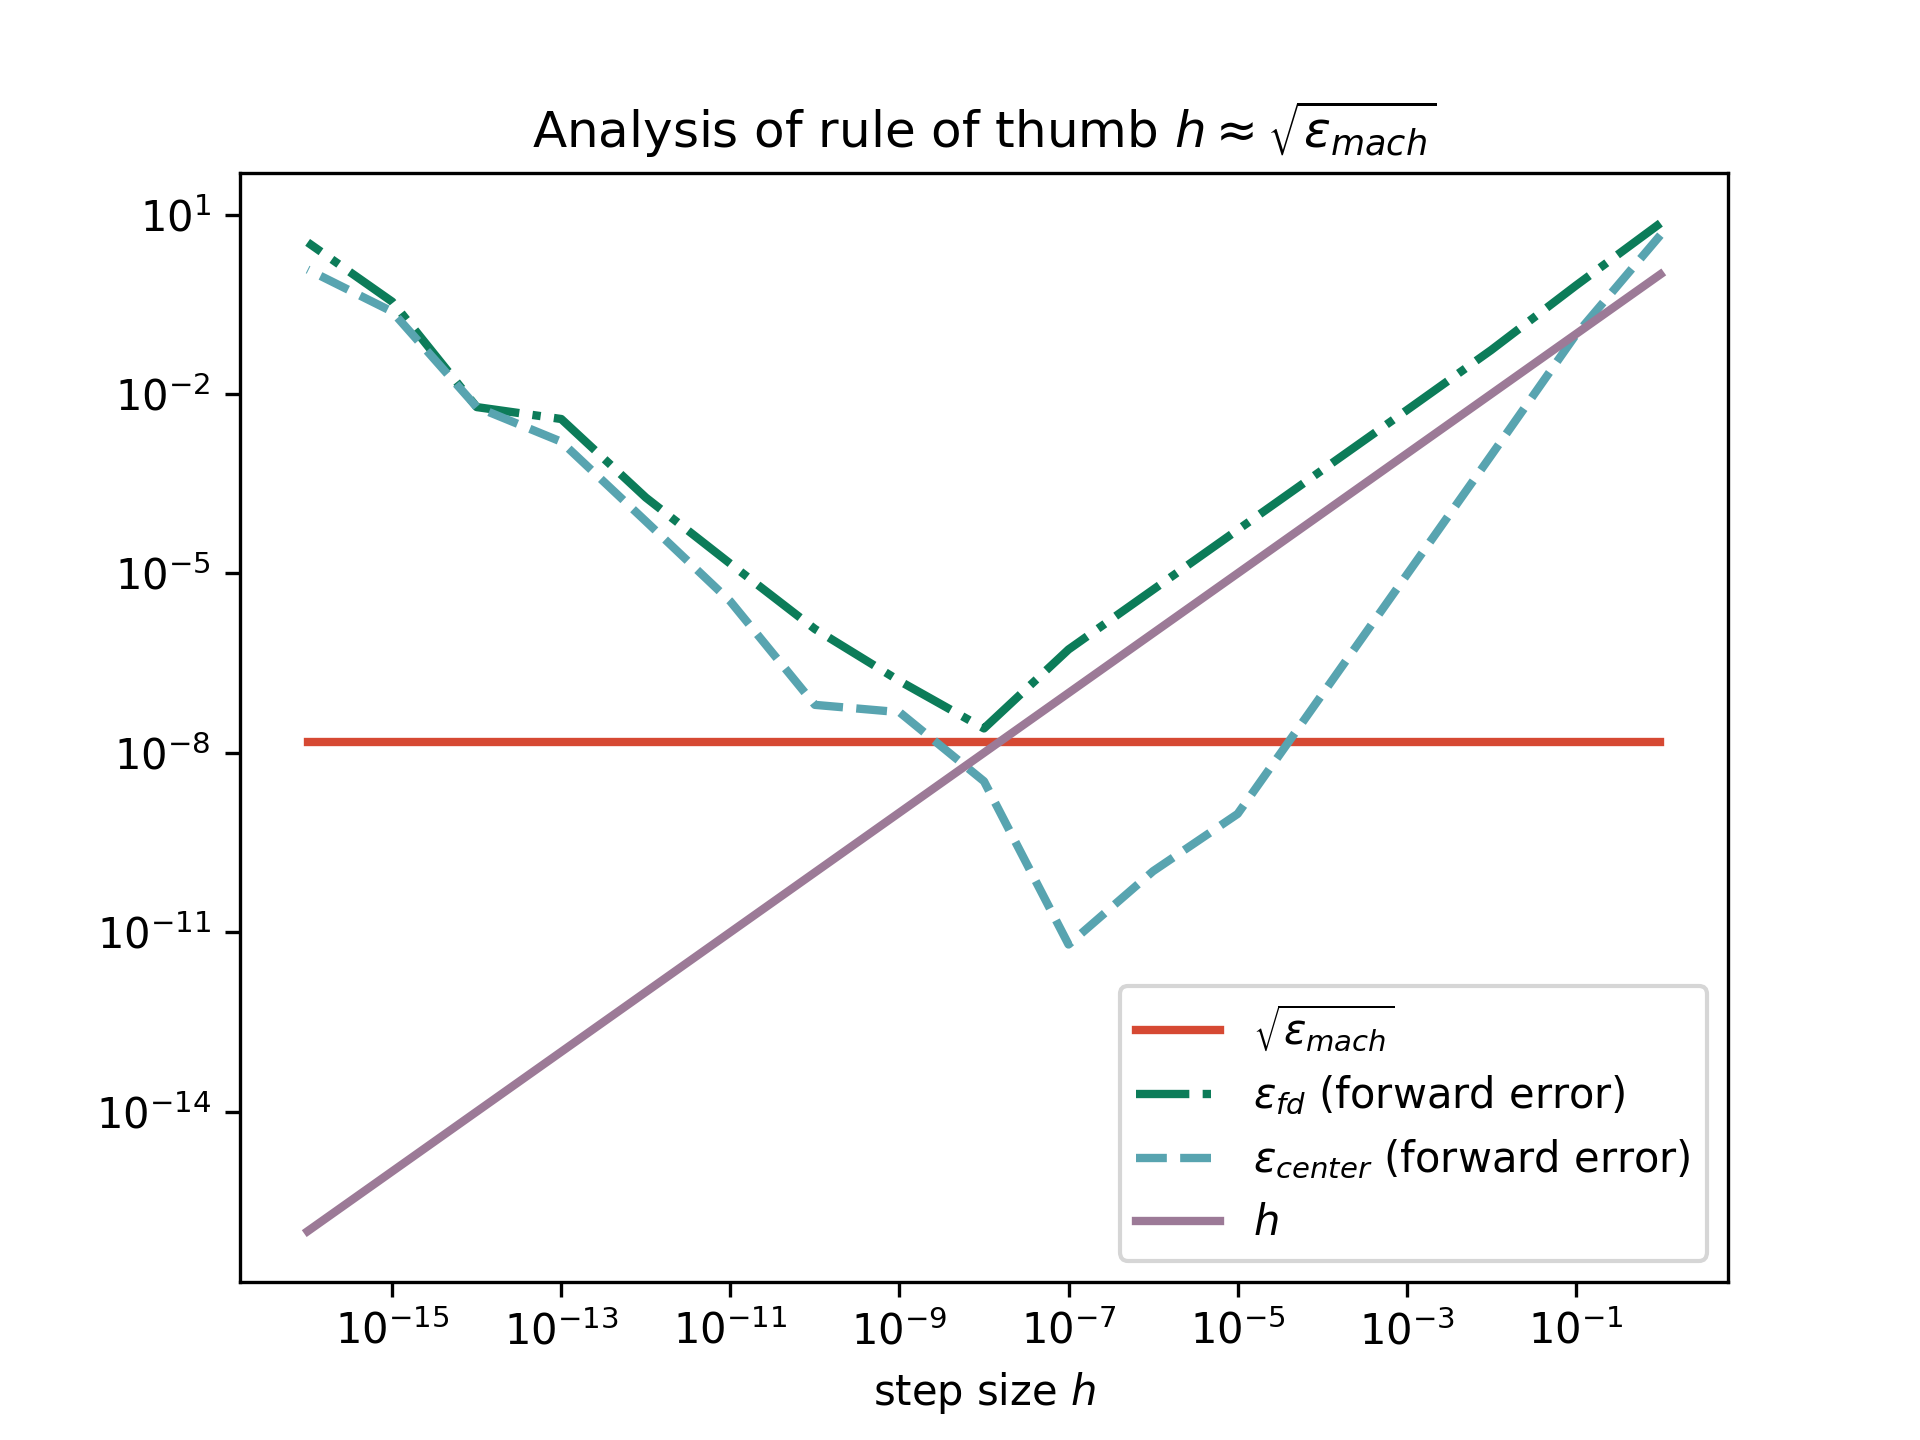 Analysis of rule of thumb h ≈ √ε_mach
10¹
10⁻²
10⁻⁵
10⁻⁸
10⁻¹¹
10⁻¹⁴
√ε_mach
ε_fd (forward error)
ε_center (forward error)
h
10⁻¹⁵ 10⁻¹³ 10⁻¹¹ 10⁻⁹ 10⁻⁷ 10⁻⁵ 10⁻³ 10⁻¹
step size h